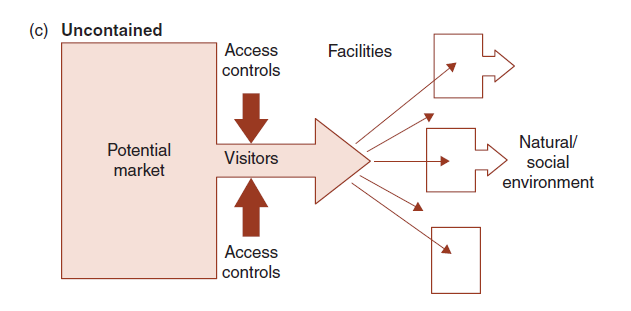 (c) Uncontained
Access
controls
Facilities
Potential
market
Visitors
Natural/
social
environment
Access
controls